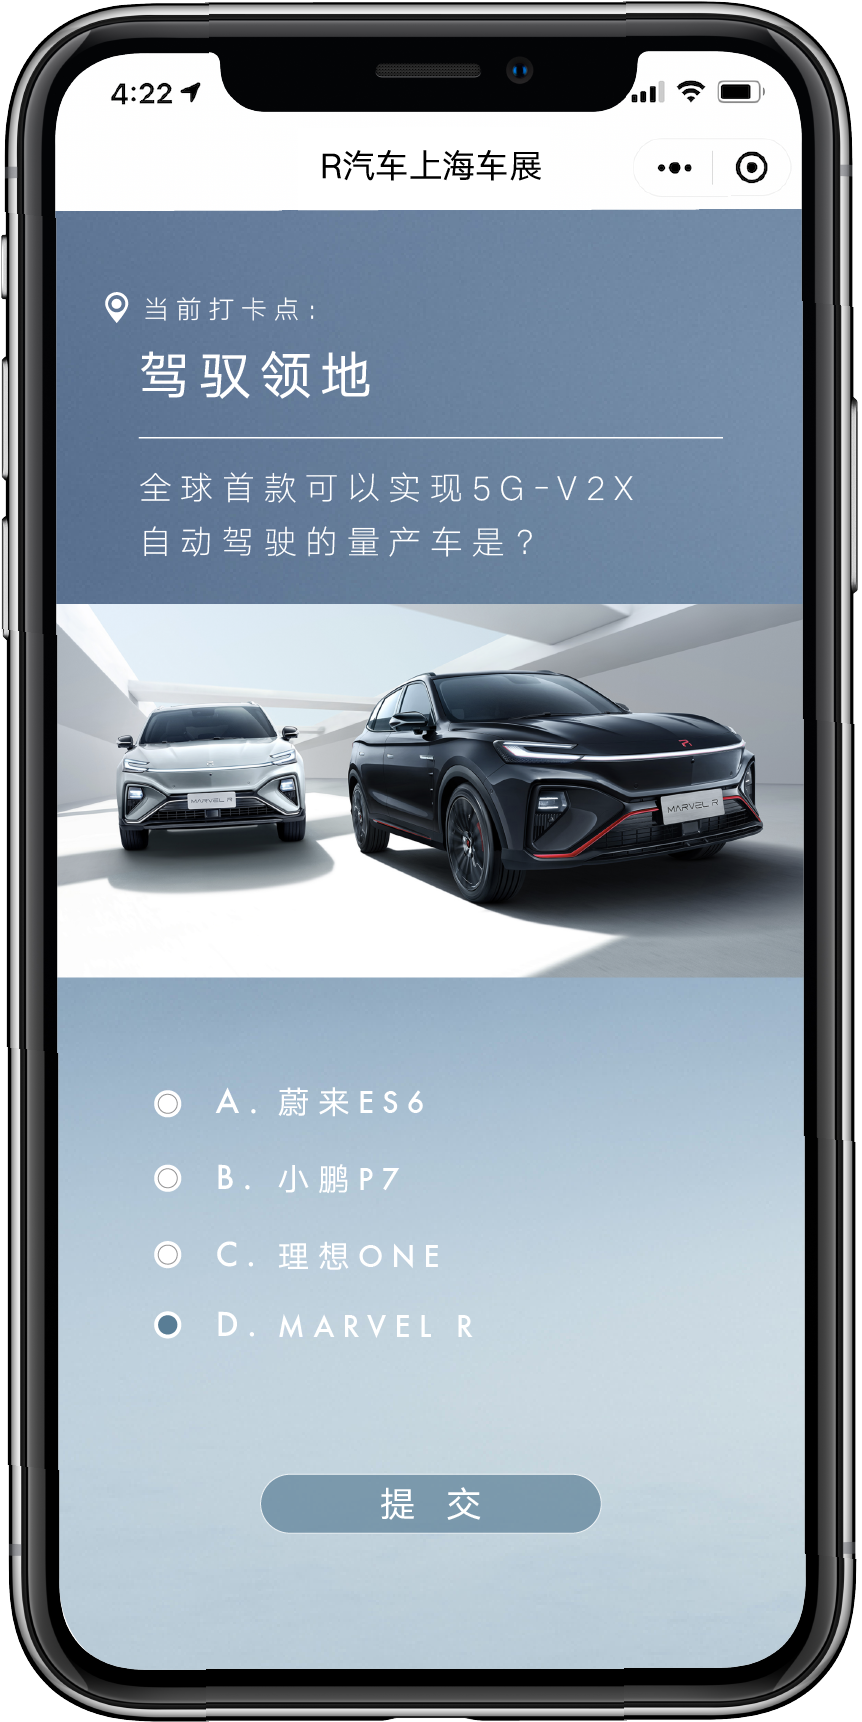 4:22
R汽车上海车展
当前打卡点:
驾驭领地
全球首款可以实现5G-V2X
自动驾驶的量产车是?
MARVEL R
MARVEL R
A. 蔚来ES6
B. 小鹏P7
C. 理想ONE
D. MARVEL R
提 交